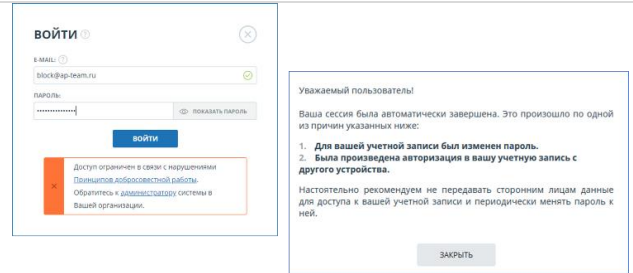 ВОЙТИ ?
E-MAIL: ?
block@ap-team.ru
ПАРОЛЬ:
••••••••••••••• ПОКАЗАТЬ ПАРОЛЬ
ВОЙТИ
Доступ ограничен в связи с нарушениями
Принципов добросовестной работы.
Обратитесь к администратору системы в
Вашей организации.
Уважаемый пользователь!
Ваша сессия была автоматически завершена. Это произошло по одной
из причин указанных ниже:
1. Для вашей учетной записи был изменен пароль.
2. Была произведена авторизация в вашу учетную запись с
другого устройства.
Настоятельно рекомендуем не передавать сторонним лицам данные
для доступа к вашей учетной записи и периодически менять пароль к
ней.
ЗАКРЫТЬ